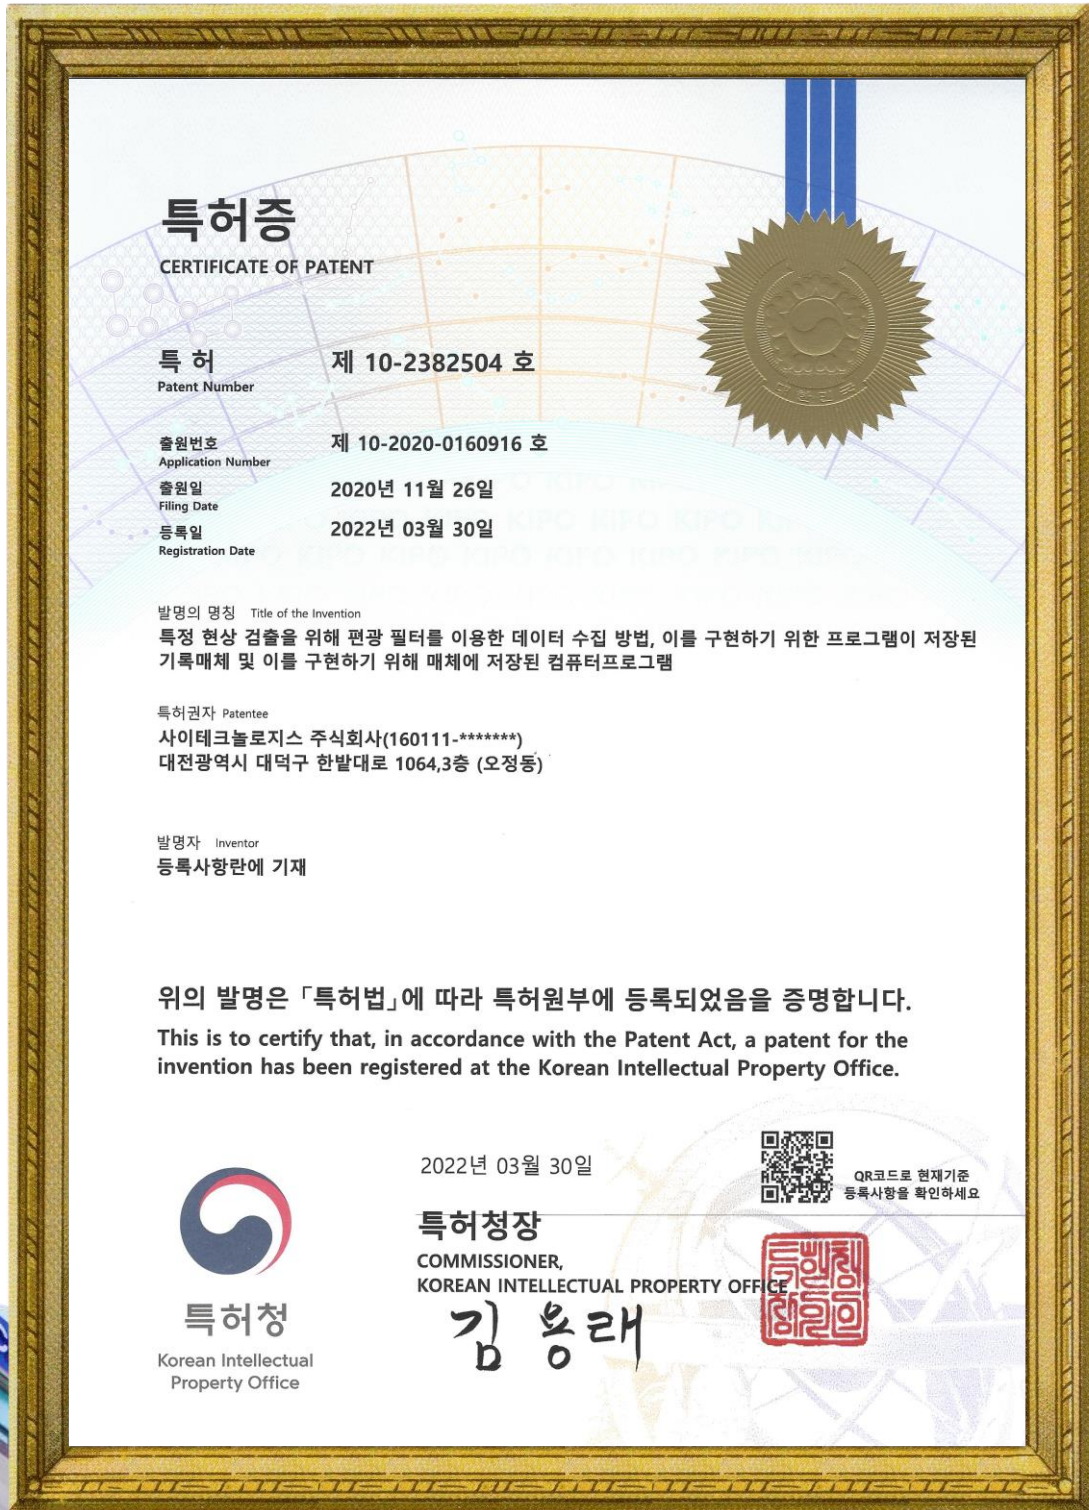 특허증
CERTIFICATE OF PATENT
특 허 제 10-2382504 호
Patent Number
출원번호 제 10-2020-0160916 호
Application Number
출원일 2020년 11월 26일
Filing Date
등록일 2022년 03월 30일
Registration Date
발명의 명칭 Title of the Invention
특정 현상 검출을 위해 편광 필터를 이용한 데이터 수집 방법, 이를 구현하기 위한 프로그램이 저장된
기록매체 및 이를 구현하기 위해 매체에 저장된 컴퓨터프로그램
특허권자 Patentee
사이테크놀로지스 주식회사(160111-*******)
대전광역시 대덕구 한밭대로 1064,3층 (오정동)
발명자 Inventor
등록사항란에 기재
위의 발명은 「특허법」에 따라 특허원부에 등록되었음을 증명합니다.
This is to certify that, in accordance with the Patent Act, a patent for the
invention has been registered at the Korean Intellectual Property Office.
2022년 03월 30일
QR코드로 현재기준
등록사항을 확인하세요
특허청장
COMMISSIONER,
KOREAN INTELLECTUAL PROPERTY OFFICE
김용래
특허청
Korean Intellectual
Property Office